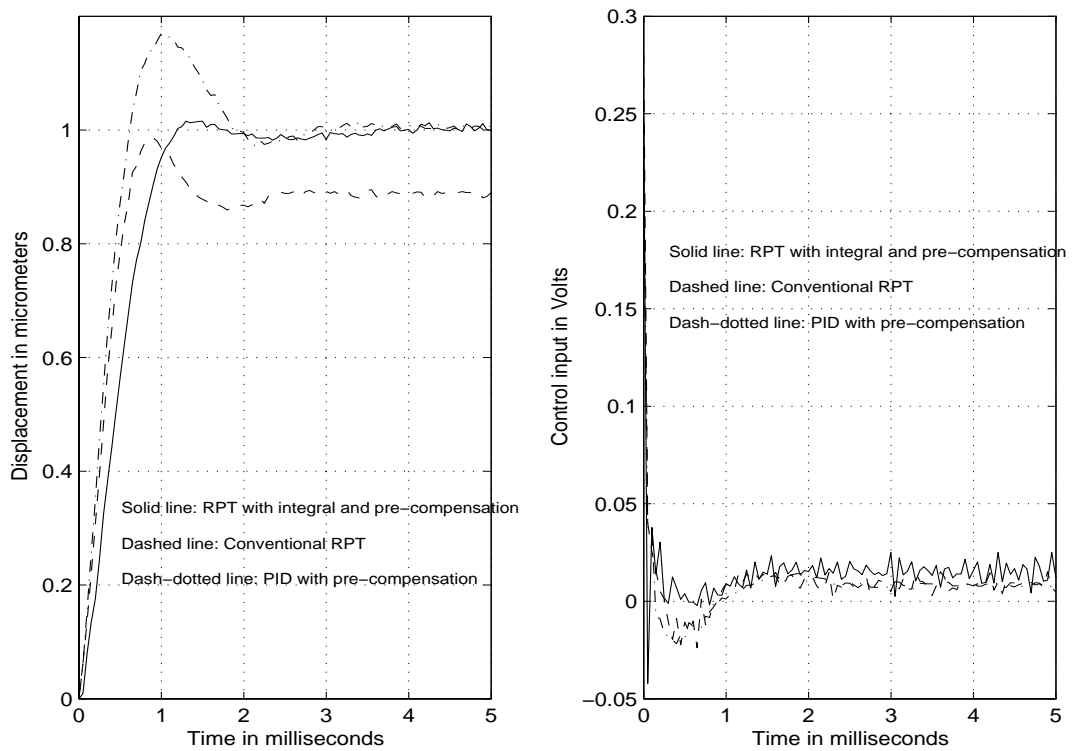 1
0.8
0.6
0.4
0.2
0
0
1
2
3
4
5
Displacement in micrometers
Time in milliseconds
Solid line: RPT with integral and pre−compensation
Dashed line: Conventional RPT
Dash−dotted line: PID with pre−compensation
0.3
0.25
0.2
0.15
0.1
0.05
0
−0.05
0
1
2
3
4
5
Control input in Volts
Time in milliseconds
Solid line: RPT with integral and pre−compensation
Dashed line: Conventional RPT
Dash−dotted line: PID with pre−compensation